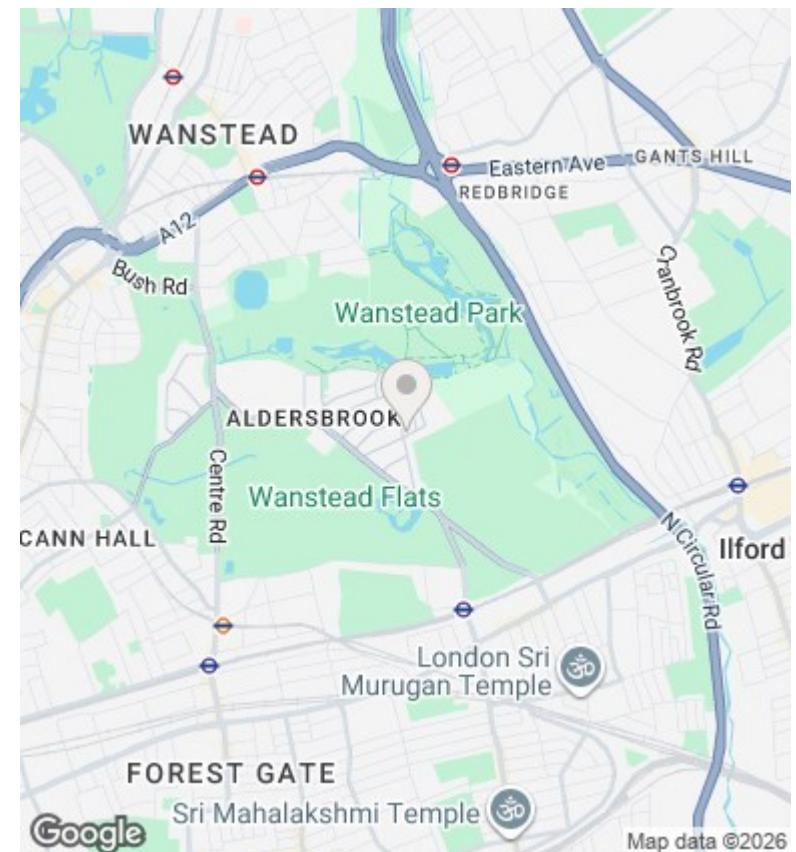 WANSTEAD
A12
Eastern Ave
GANTS HILL
REDBRIDGE
Bush Rd
Cranbrook Rd
Wanstead Park
ALDERSBROOK
Centre Rd
Wanstead Flats
CANN HALL
N Circular Rd
Ilford
London Sri
Murugan Temple
FOREST GATE
Sri Mahalakshmi Temple
Google
Map data ©2026